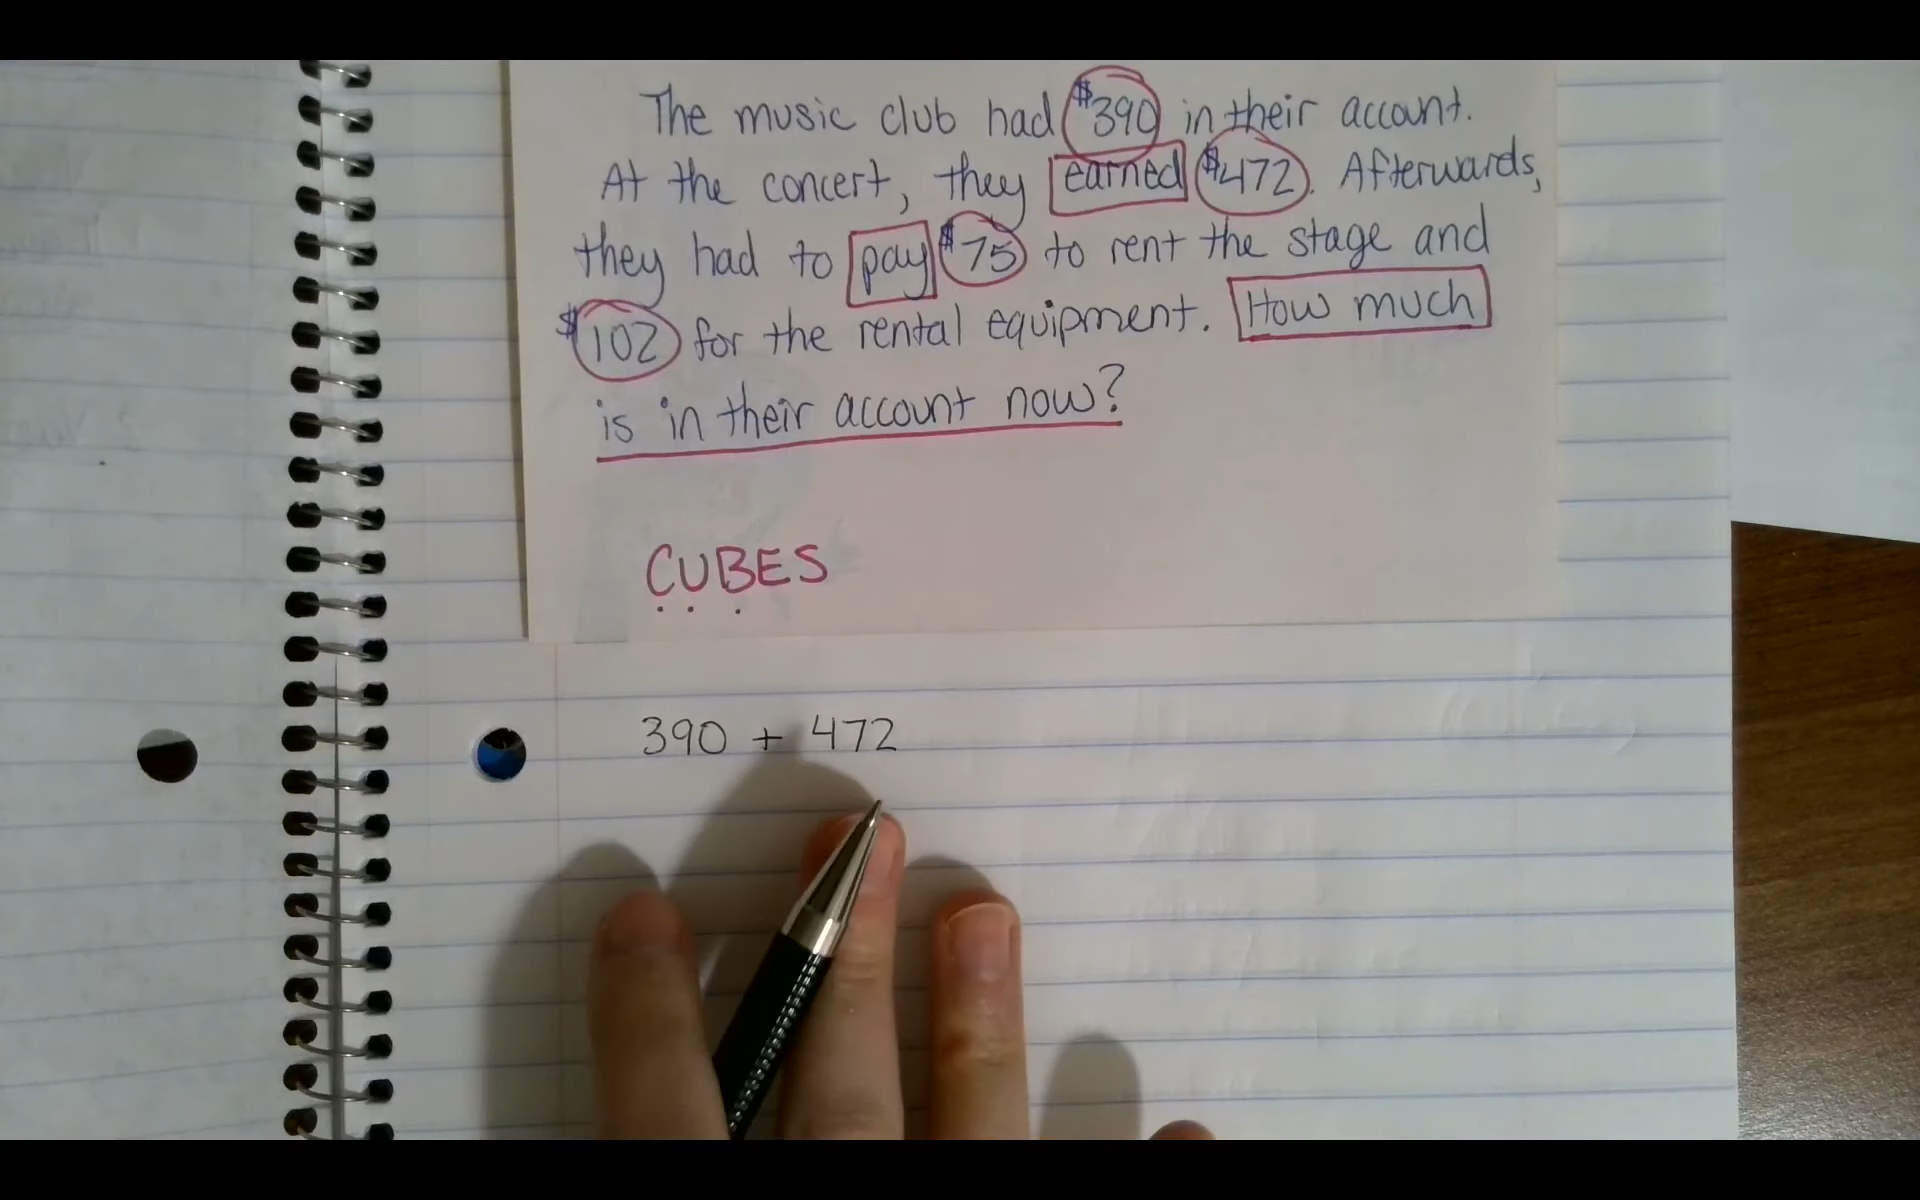 The music club had $390 in their account.
At the concert, they earned $472. Afterwards,
they had to pay $75 to rent the stage and
$102 for the rental equipment. How much
is in their account now?
CUBES
390 + 472